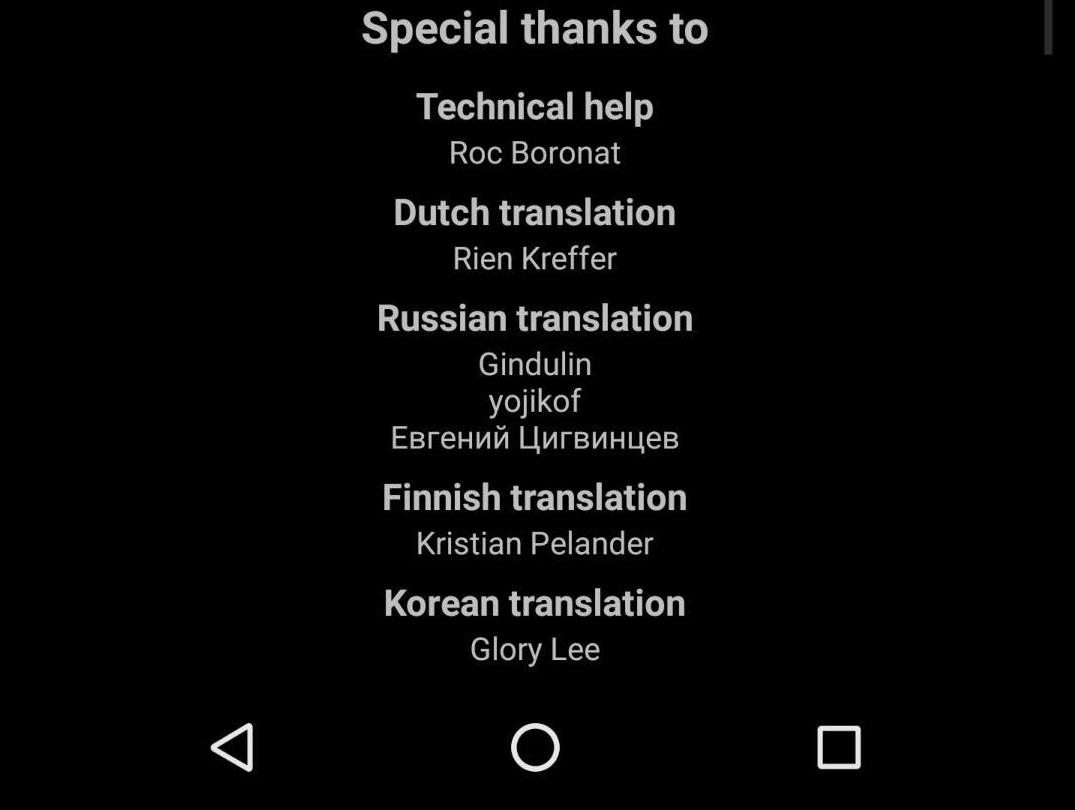 Special thanks to
Technical help
Roc Boronat
Dutch translation
Rien Kreffer
Russian translation
Gindulin
yojikof
Евгений Цигвинцев
Finnish translation
Kristian Pelander
Korean translation
Glory Lee